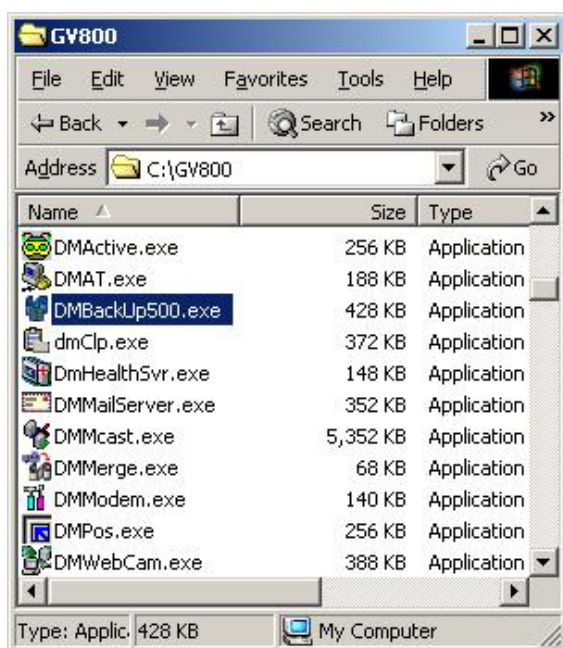 GV800
File Edit View Favorites Tools Help
Back Search Folders »
Address C:\GV800 Go
Name Size Type
DMActive.exe 256 KB Application
DMAT.exe 188 KB Application
DMBackUp500.exe 428 KB Application
dmClp.exe 372 KB Application
DmHealthSvr.exe 148 KB Application
DMMailServer.exe 352 KB Application
DMMcast.exe 5,352 KB Application
DMMerge.exe 68 KB Application
DMModem.exe 140 KB Application
DMPos.exe 256 KB Application
DMWebCam.exe 388 KB Application
Type: Applic 428 KB My Computer